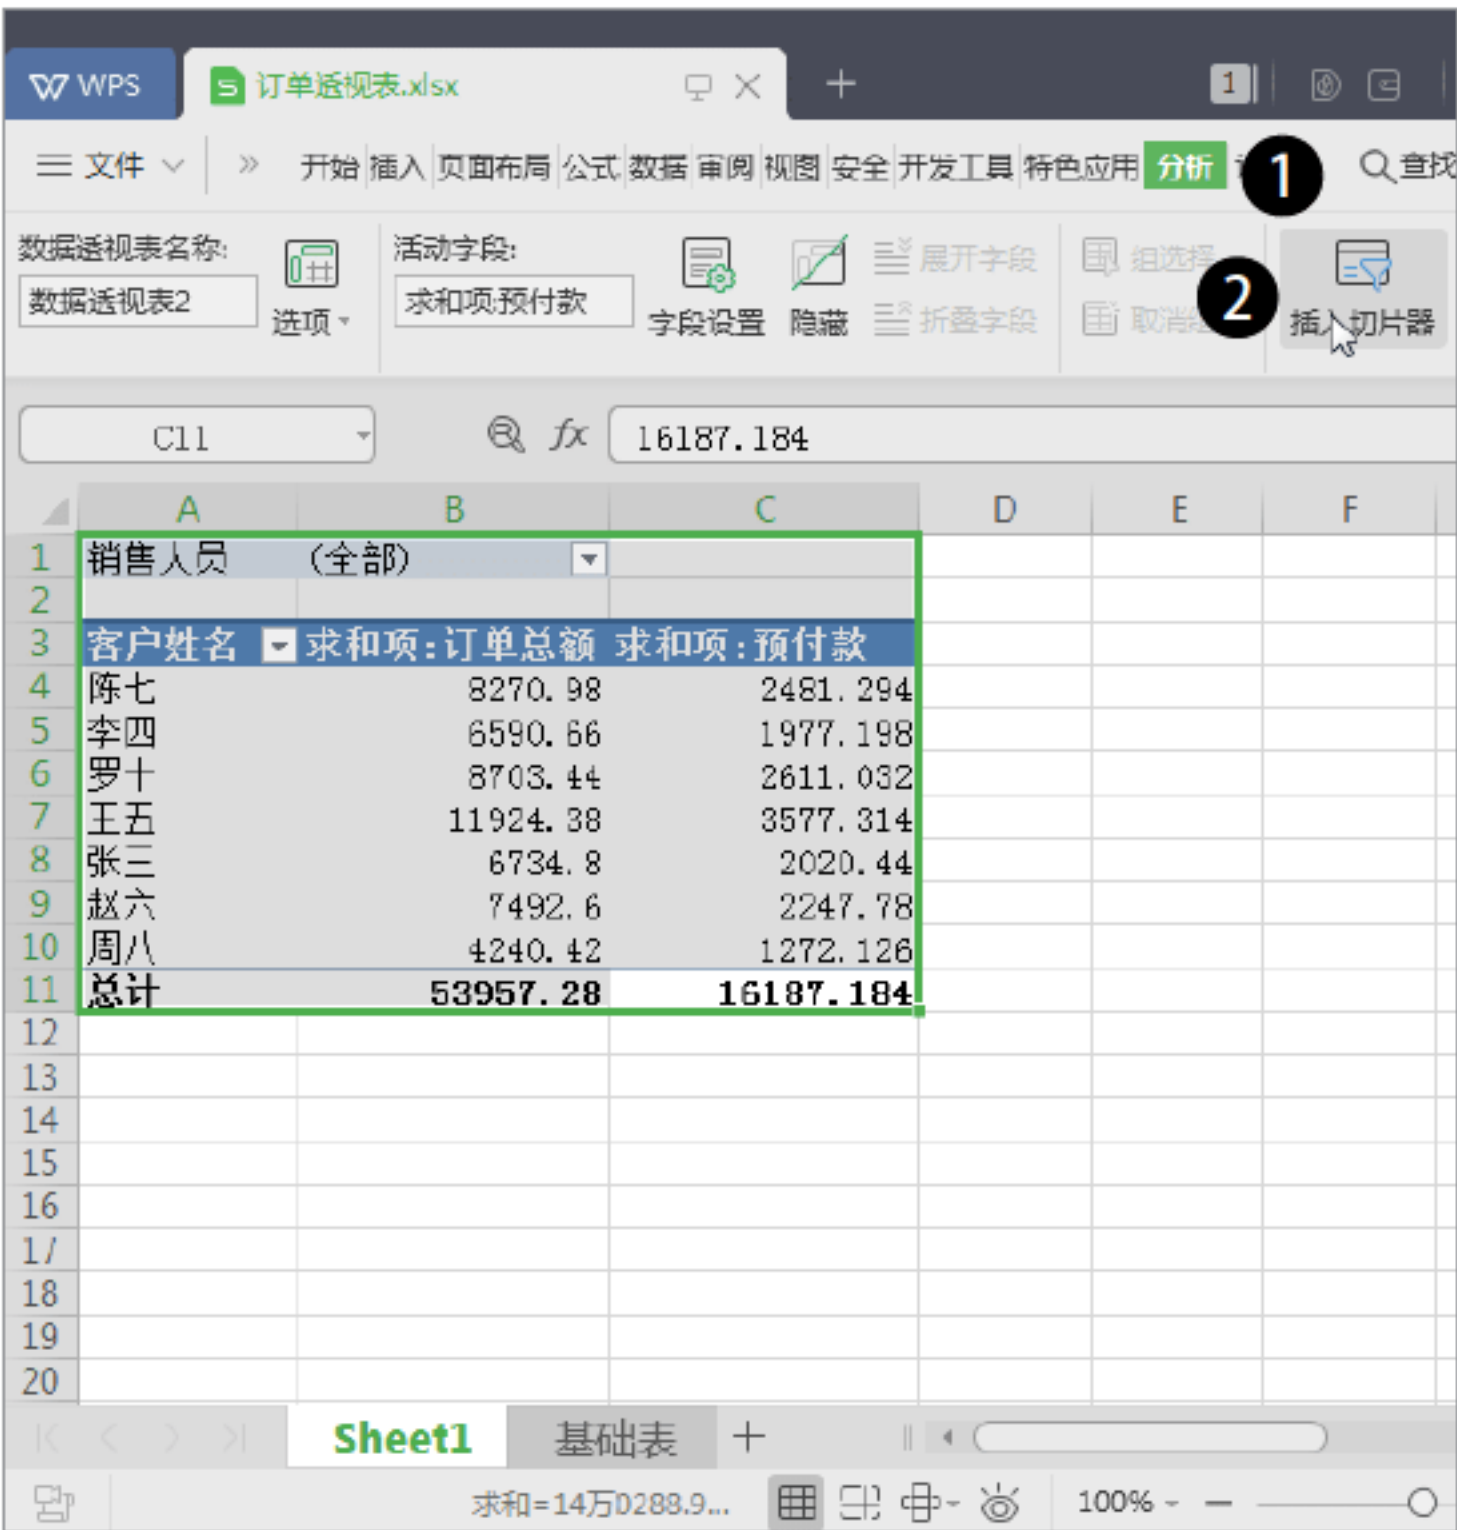 WPS 订单透视表.xlsx 1
文件 开始 插入 页面布局 公式 数据 审阅 视图 安全 开发工具 特色应用 分析 1 查找
数据透视表名称: 选项 活动字段: 字段设置 隐藏 展开字段 组选择 插入切片器
数据透视表2 求和项:预付款 折叠字段 2
C11 fx 16187.184
A B C D E F
1 销售人员 (全部)
2
3 客户姓名 求和项:订单总额 求和项:预付款
4 陈七 8270.98 2481.294
5 李四 6590.66 1977.198
6 罗十 8703.44 2611.032
7 王五 11924.38 3577.314
8 张三 6734.8 2020.44
9 赵六 7492.6 2247.78
10 周八 4240.42 1272.126
11 总计 53957.28 16187.184
12
13
14
15
16
17
18
19
20
Sheet1 基础表
求和=14万0288.9... 100%